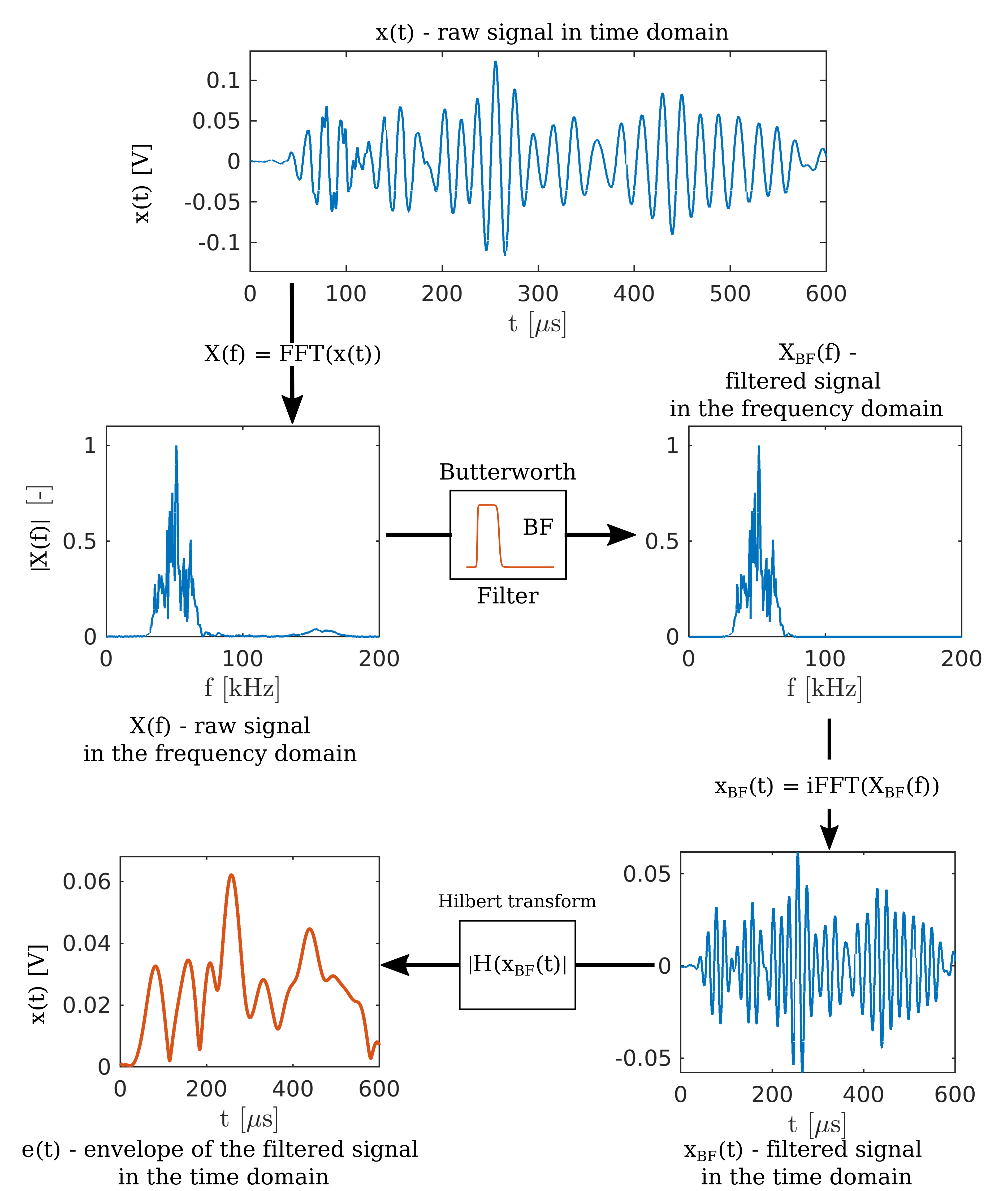 x(t) - raw signal in time domain
0.1
0.05
0
-0.05
-0.1
x(t) [V]
0 100 200 300 400 500 600
t [μs]
X(f) = FFT(x(t))
X_BF(f) -
filtered signal
in the frequency domain
1
0.5
0
|X(f)| [-]
0 100 200
f [kHz]
X(f) - raw signal
in the frequency domain
Butterworth
BF
Filter
1
0.5
0
0 100 200
f [kHz]
x_BF(t) = iFFT(X_BF(f))
0.06
0.04
0.02
0
x(t) [V]
0 200 400 600
t [μs]
e(t) - envelope of the filtered signal
in the time domain
Hilbert transform
|H(x_BF(t)|
0.05
0
-0.05
0 200 400 600
t [μs]
x_BF(t) - filtered signal
in the time domain